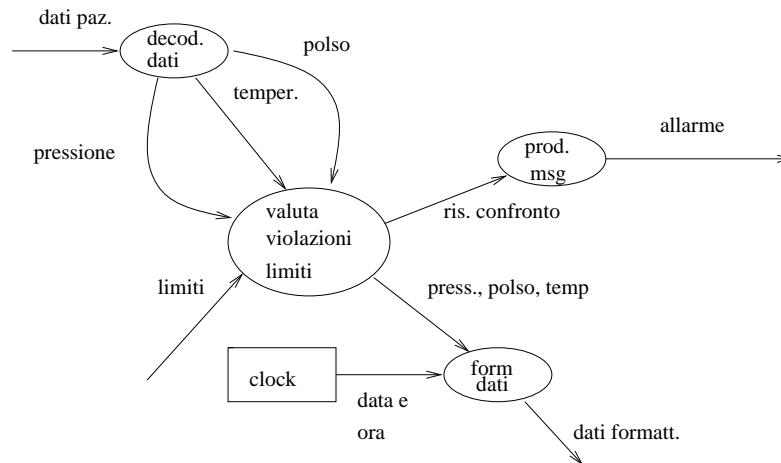 dati paz.
decod.
dati
polso
temper.
pressione
allarme
prod.
msg
valuta
violazioni
limiti
ris. confronto
limiti
press., polso, temp
clock
form
dati
data e
ora
dati formatt.